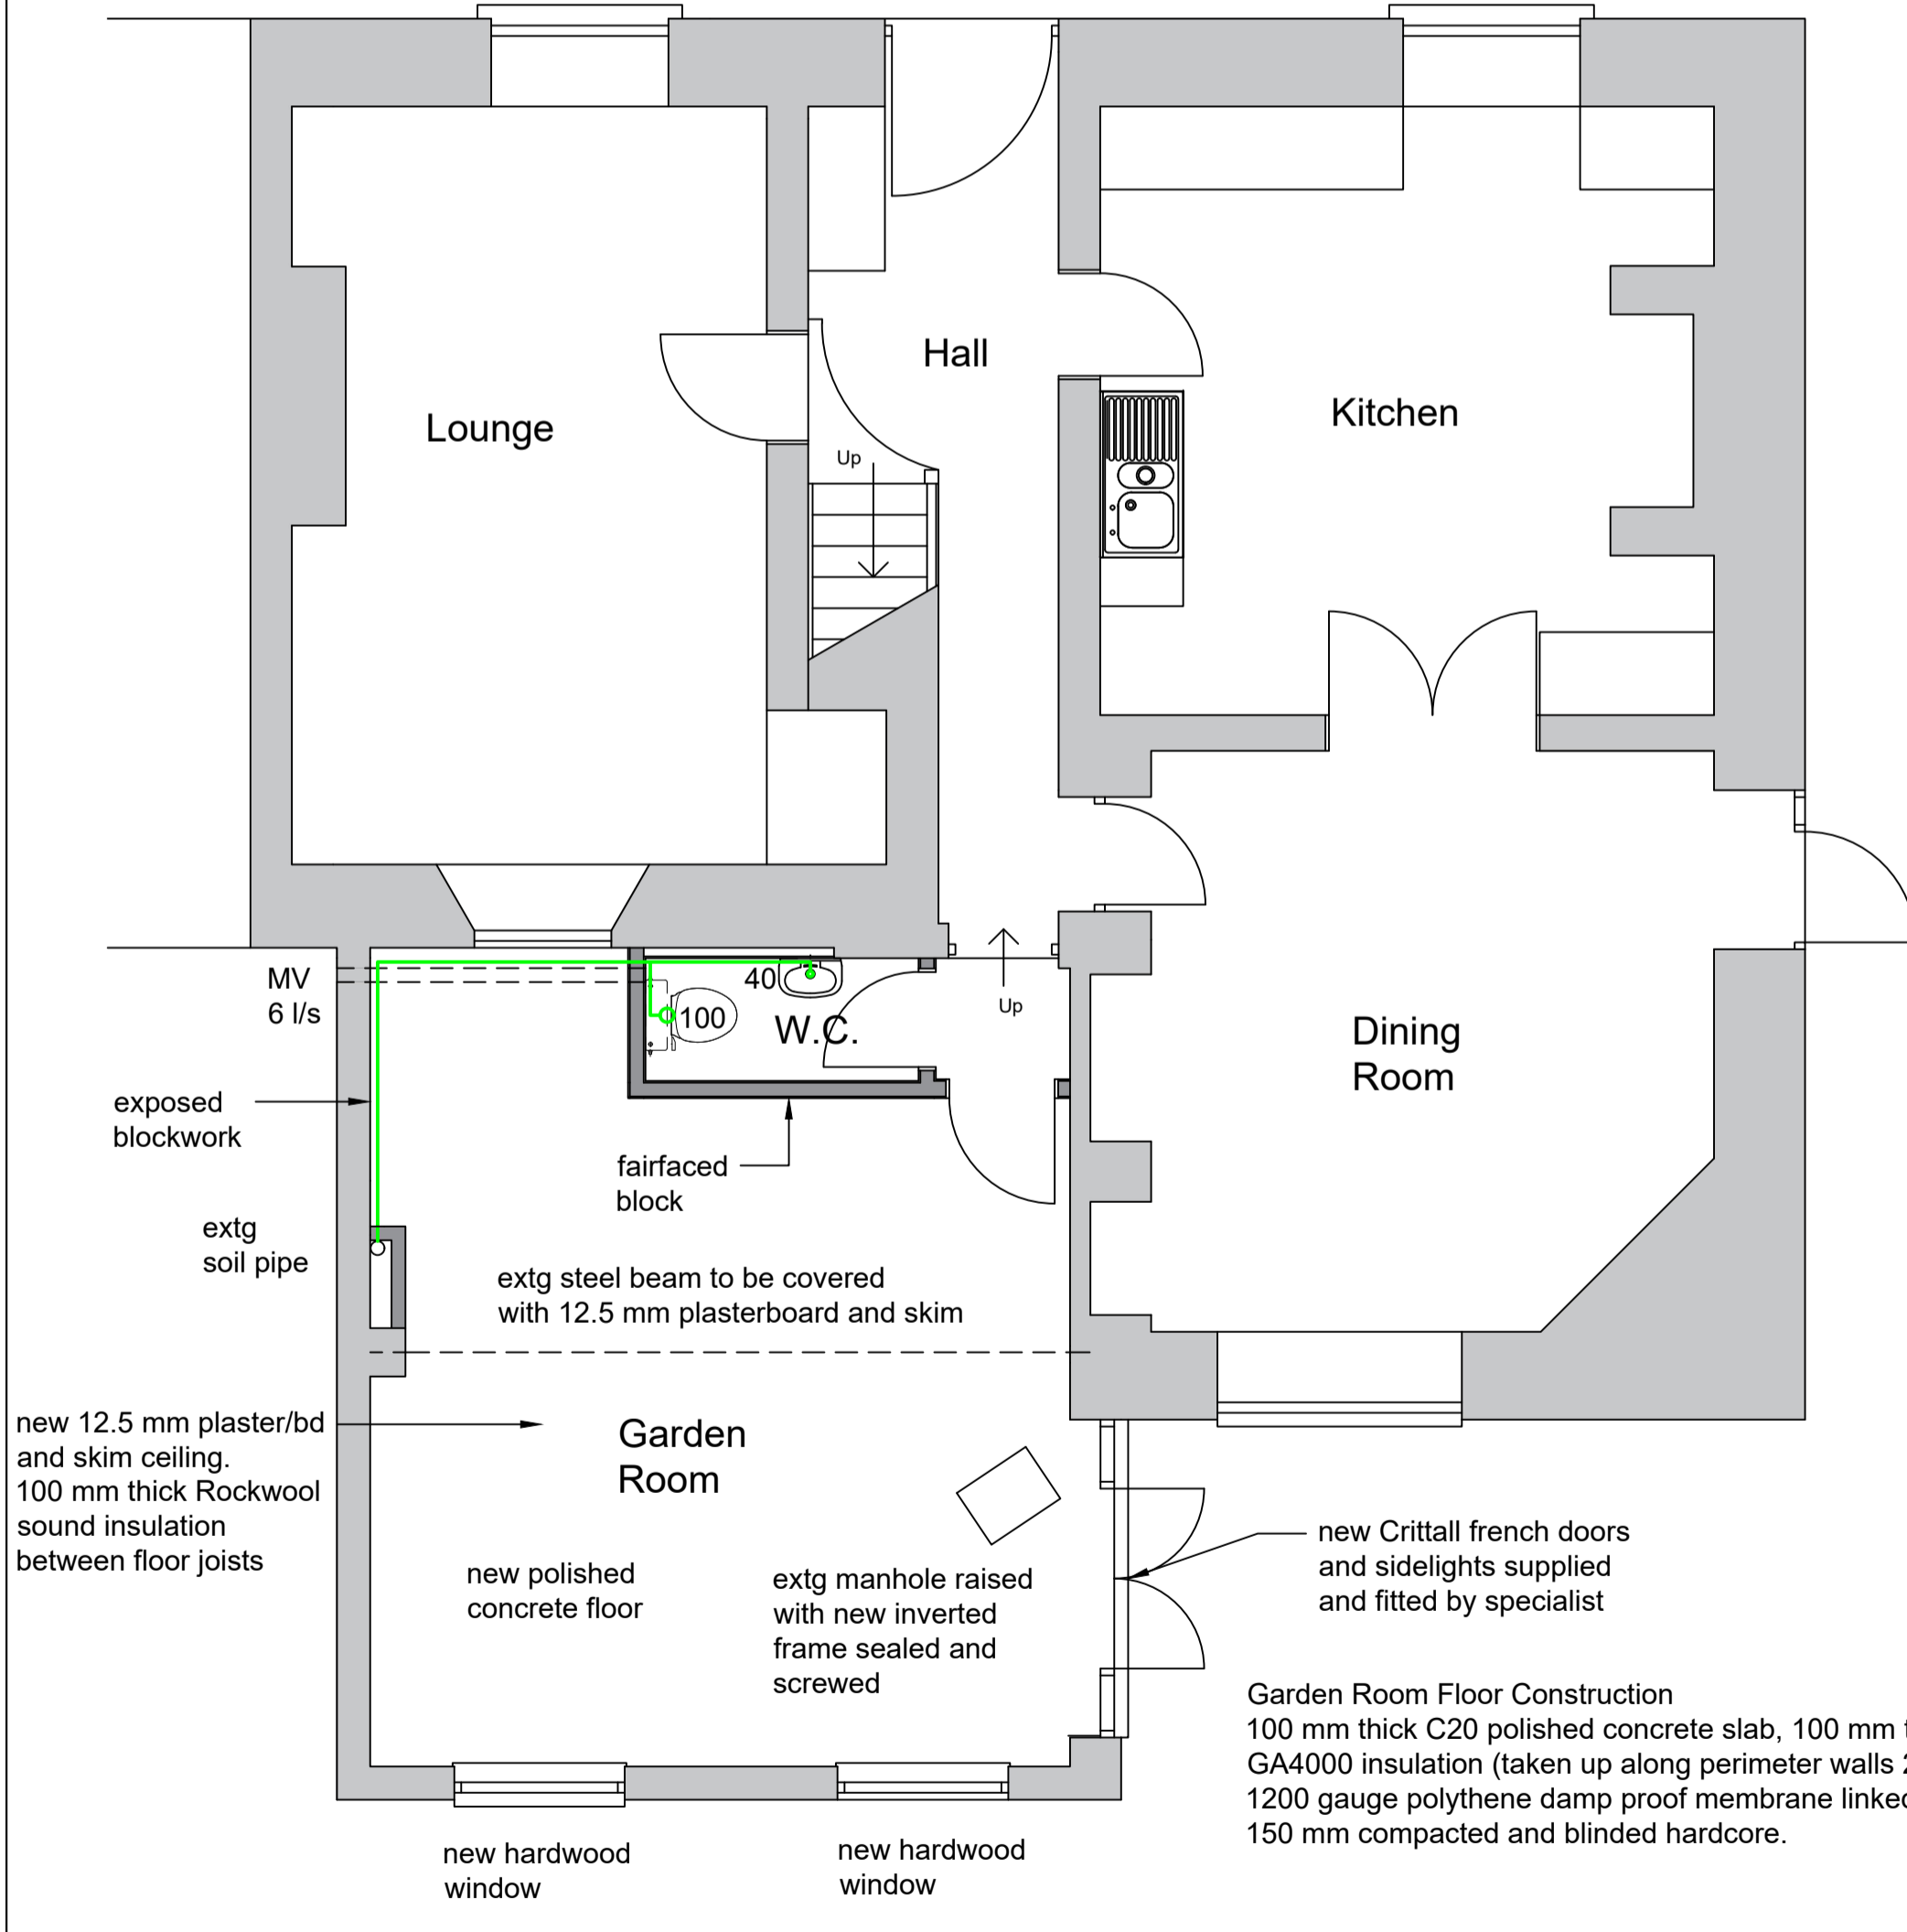 Hall
Lounge
Kitchen
Up
MV
6 l/s
40
100
W.C.
Up
Dining
Room
exposed
blockwork
fairfaced
block
extg
soil pipe
extg steel beam to be covered
with 12.5 mm plasterboard and skim
new 12.5 mm plaster/bd
and skim ceiling.
100 mm thick Rockwool
sound insulation
between floor joists
Garden
Room
new polished
concrete floor
extg manhole raised
with new inverted
frame sealed and
screwed
new Crittall french doors
and sidelights supplied
and fitted by specialist
Garden Room Floor Construction
100 mm thick C20 polished concrete slab, 100 mm
GA4000 insulation (taken up along perimeter walls
1200 gauge polythene damp proof membrane linked
150 mm compacted and blinded hardcore.
new hardwood
window
new hardwood
window